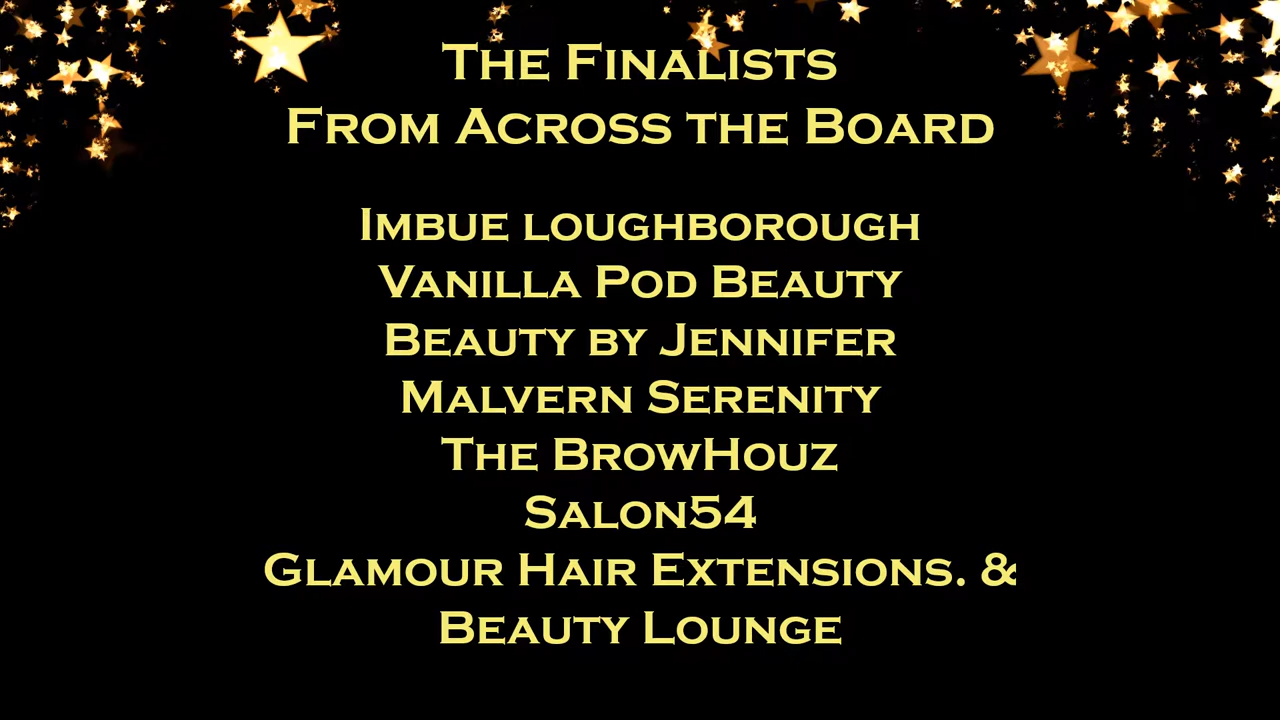 The Finalists
From Across the Board
Imbue loughborough
Vanilla Pod Beauty
Beauty by Jennifer
Malvern Serenity
The BrowHouz
Salon54
Glamour Hair Extensions. &
Beauty Lounge